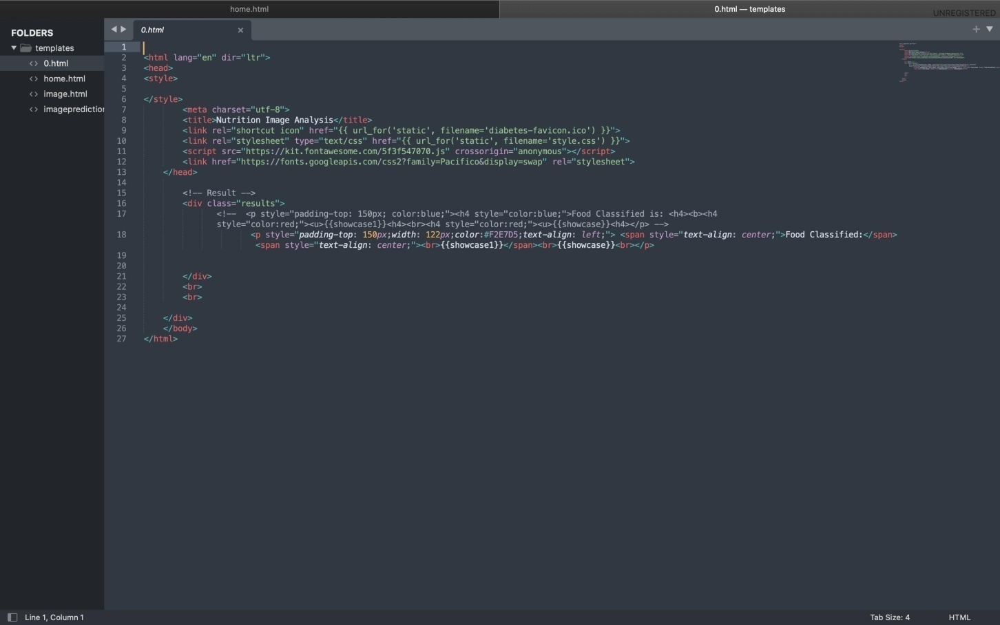 home.html
0.html — templates
UNREGISTERED
FOLDERS
templates
0.html
home.html
image.html
imageprediction
0.html
1
2 <html lang="en" dir="ltr">
3 <head>
4 <style>
5
6 </style>
7 <meta charset="utf-8">
8 <title>Nutrition Image Analysis</title>
9 <link rel="shortcut icon" href="{{ url_for('static', filename='diabetes-favicon.ico') }}">
10 <link rel="stylesheet" type="text/css" href="{{ url_for('static', filename='style.css') }}">
11 <script src="https://kit.fontawesome.com/5f3f547070.js" crossorigin="anonymous"></script>
12 <link href="https://fonts.googleapis.com/css2?family=Pacifico&display=swap" rel="stylesheet">
13 </head>
14
15 <!-- Result -->
16 <div class="results">
17 <!-- <p style="padding-top: 150px; color:blue;"><h4 style="color:blue;">Food Classified is: <h4><b><h4
style="color:red;"><u>{{showcase1}}<h4><br><h4 style="color:red;"><u>{{showcase}}<h4></p> -->
18 <p style="padding-top: 150px;width: 122px;color:#F2E7D5;text-align: left;"> <span style="text-align: center;">Food Classified:</span>
<span style="text-align: center;"><br>{{showcase1}}</span><br>{{showcase}}<br></p>
19
20
21 </div>
22 <br>
23 <br>
24
25 </div>
26 </body>
27 </html>
Line 1, Column 1
Tab Size: 4
HTML